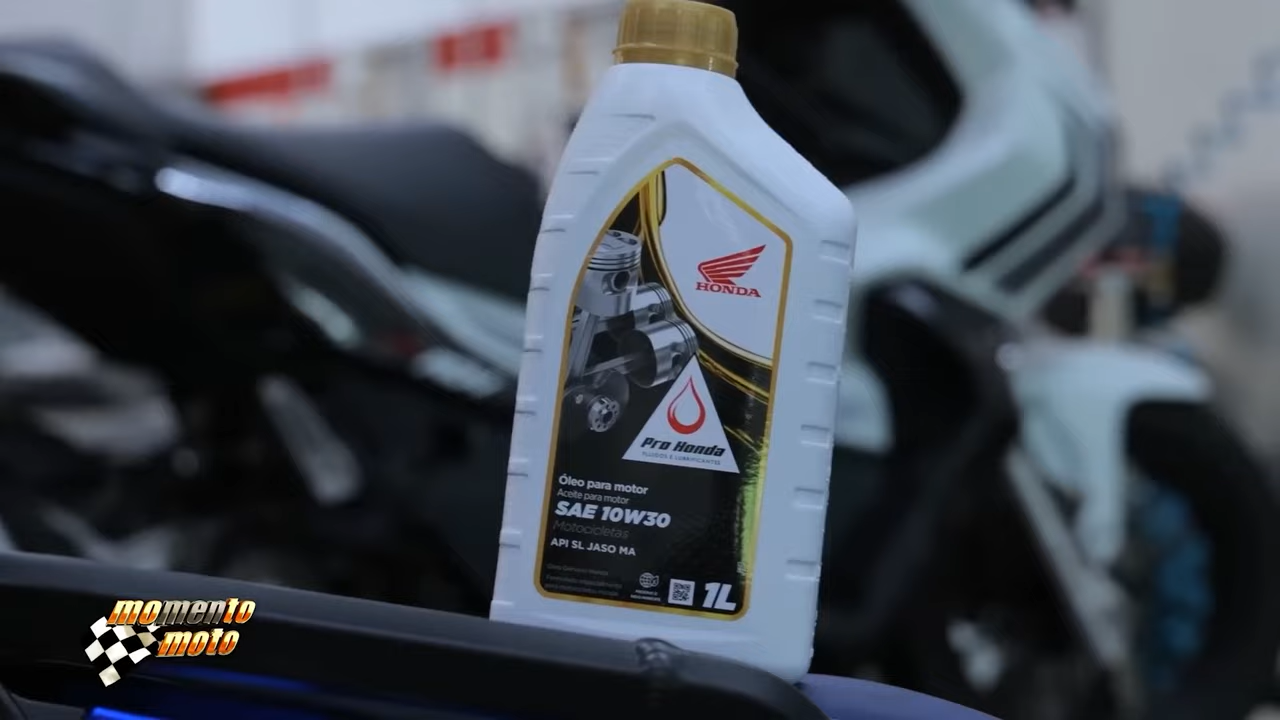 HONDA
Pro Honda
FLUIDOS E LUBRIFICANTES
Óleo para motor
Aceite para motor
SAE 10W30
Motocicletas
API SL JASO MA
1L
momento
moto